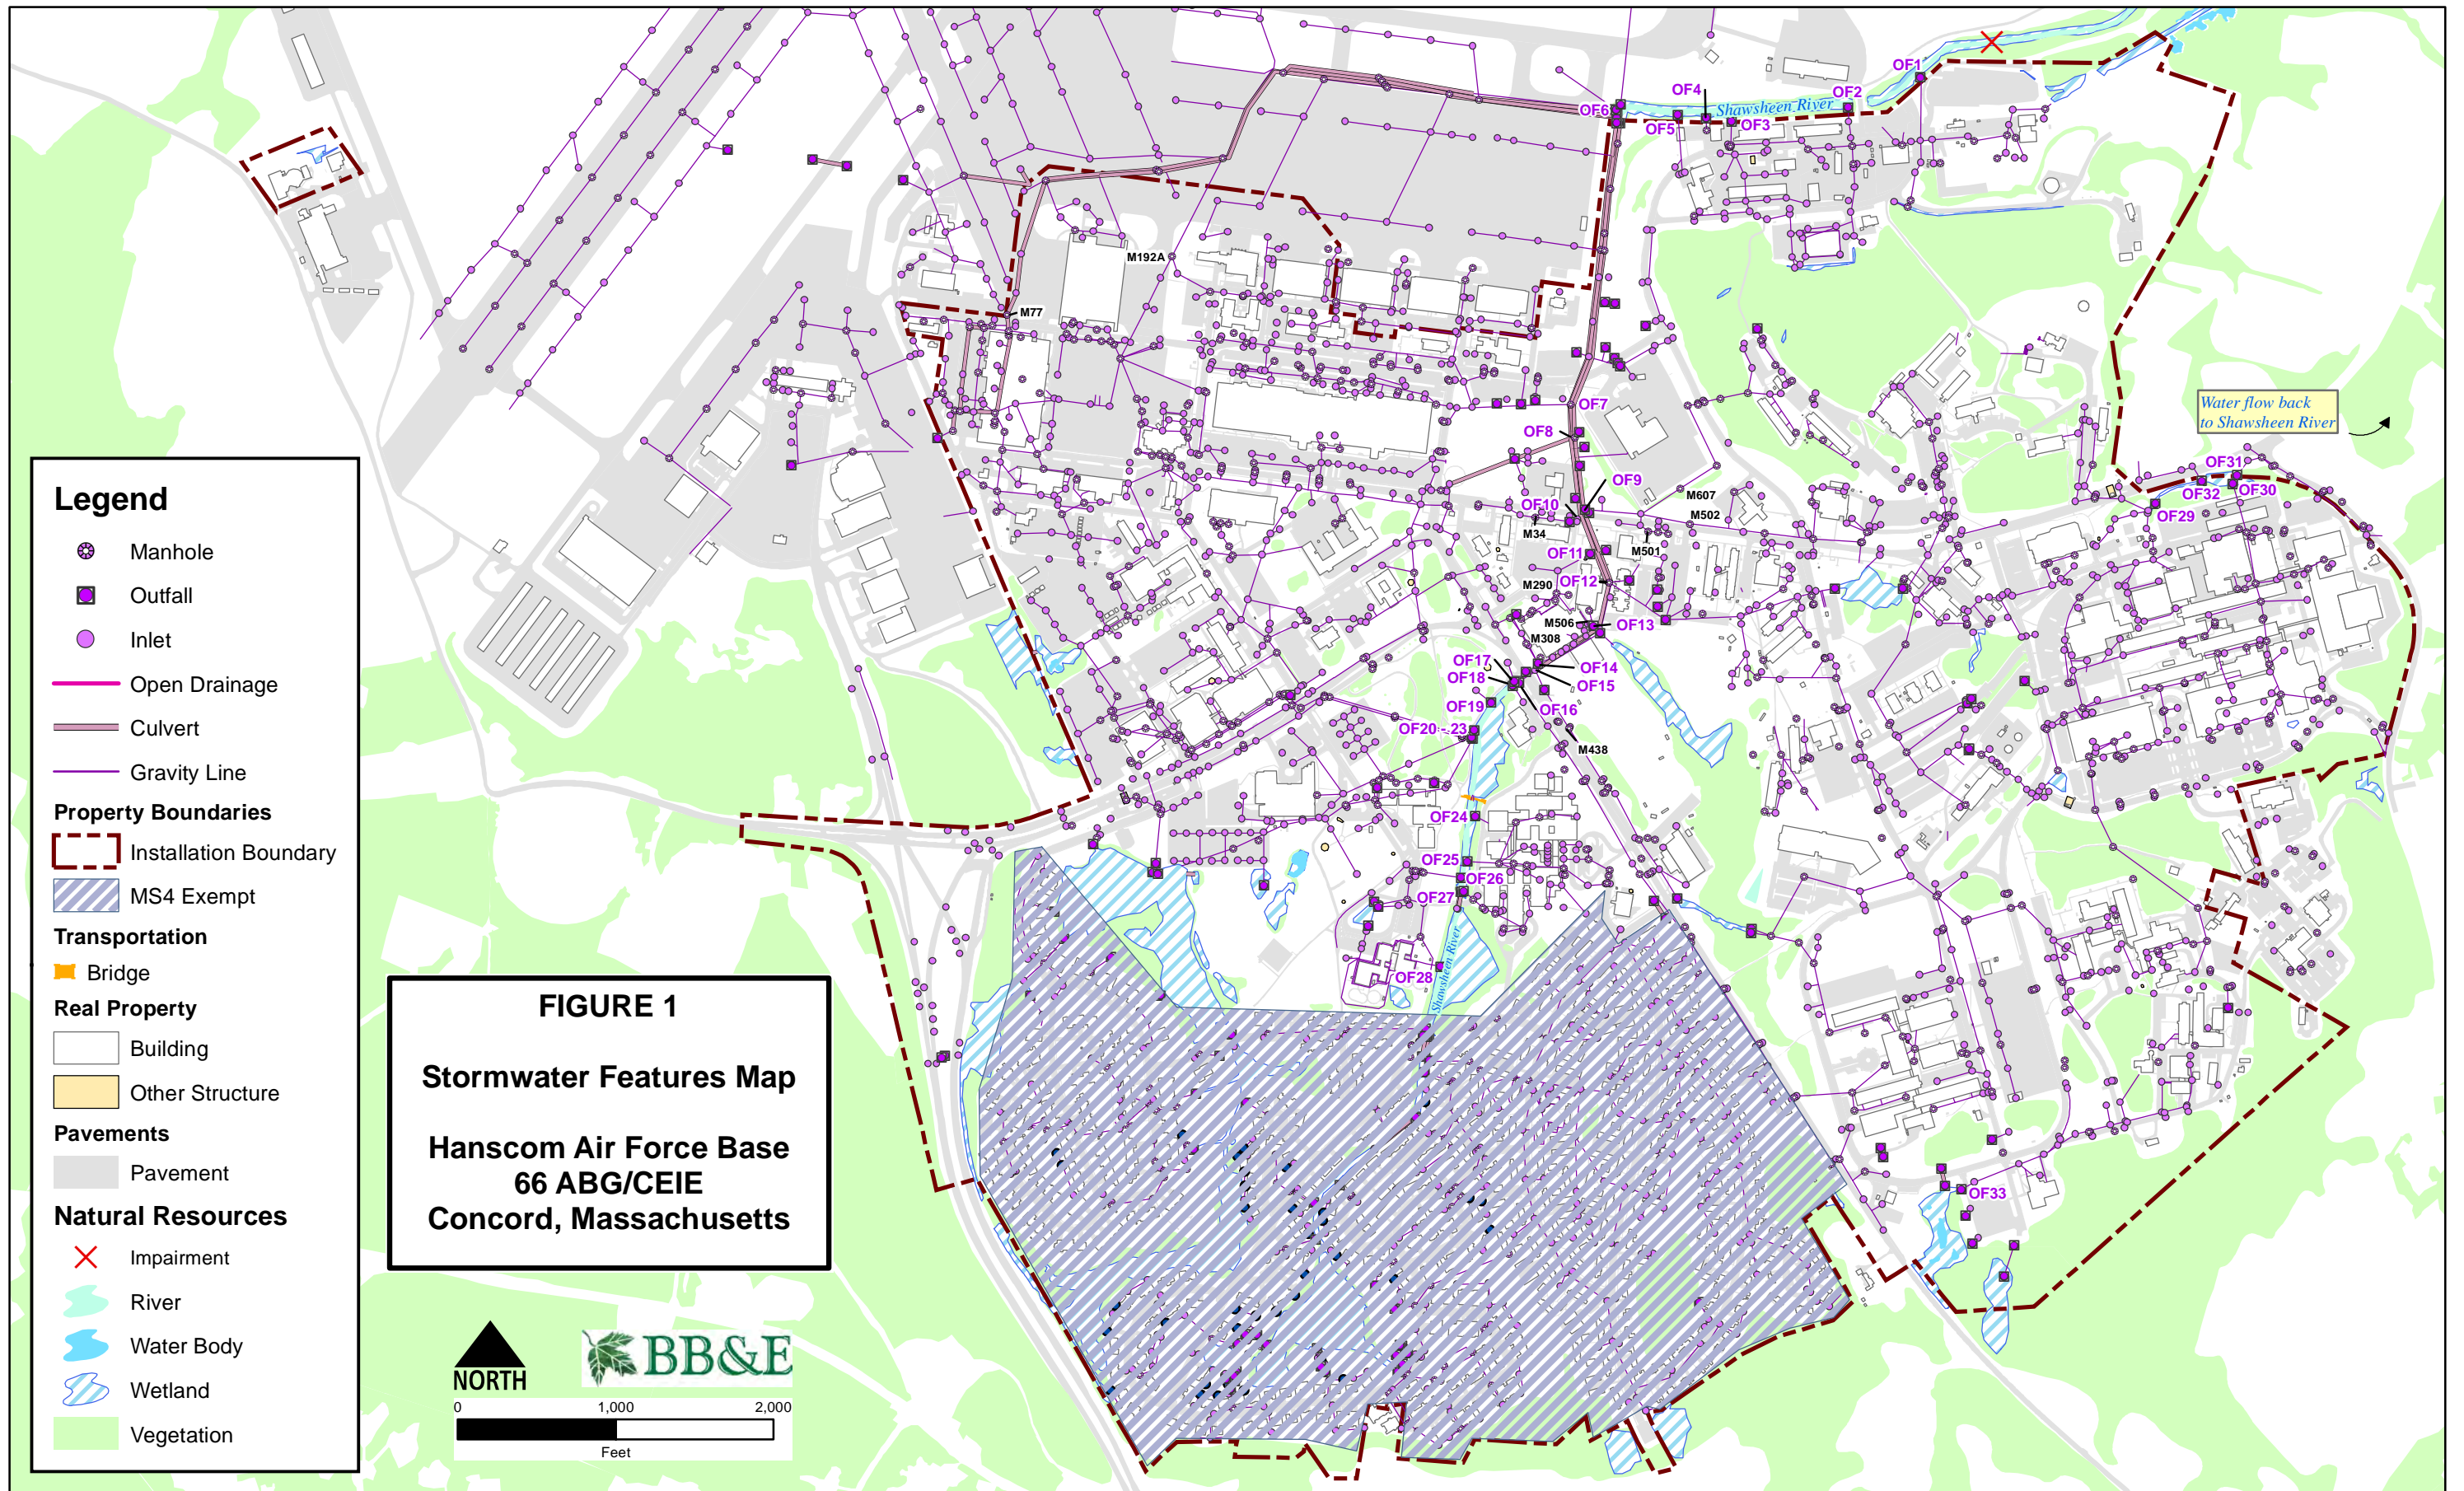 OF1
OF2
OF4
Shawsheen River
OF6
OF5
OF3
M192A
M77
Water flow back
to Shawsheen River
OF7
OF8
OF31
OF32
OF30
OF29
OF9
M607
OF10
M502
M34
M501
OF11
OF12
M290
M506
OF13
M308
OF17
OF14
OF18
OF15
OF19
OF16
OF20 - 23
M438
OF24
OF25
OF26
OF27
Shawsheen River
OF28
OF33
Legend
Manhole
Outfall
Inlet
Open Drainage
Culvert
Gravity Line
Property Boundaries
Installation Boundary
MS4 Exempt
Transportation
Bridge
Real Property
Building
Other Structure
Pavements
Pavement
Natural Resources
Impairment
River
Water Body
Wetland
Vegetation
FIGURE 1
Stormwater Features Map
Hanscom Air Force Base
66 ABG/CEIE
Concord, Massachusetts
NORTH
BB&E
0 1,000 2,000
Feet